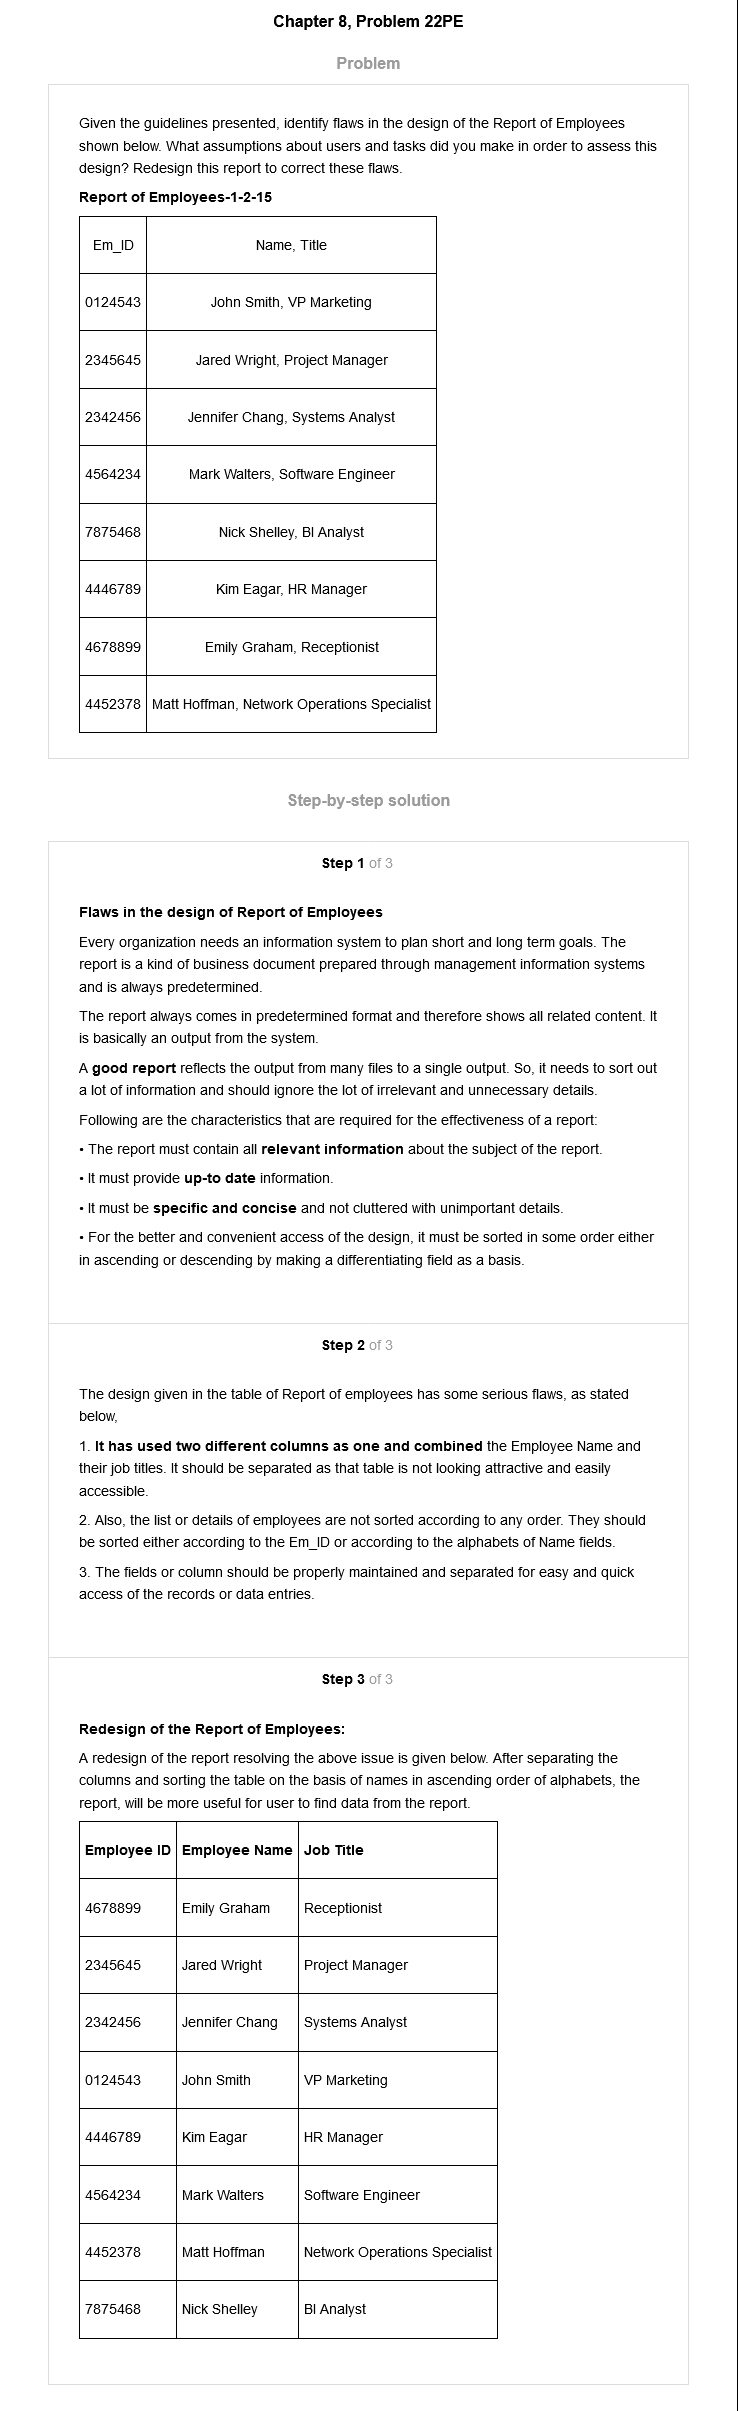 Chapter 8, Problem 22PE
Problem
Given the guidelines presented, identify flaws in the design of the Report of Employees
shown below. What assumptions about users and tasks did you make in order to assess this
design? Redesign this report to correct these flaws.
Report of Employees-1-2-15
Em_ID Name, Title
0124543 John Smith, VP Marketing
2345645 Jared Wright, Project Manager
2342456 Jennifer Chang, Systems Analyst
4564234 Mark Walters, Software Engineer
7875468 Nick Shelley, BI Analyst
4446789 Kim Eagar, HR Manager
4678899 Emily Graham, Receptionist
4452378 Matt Hoffman, Network Operations Specialist
Step-by-step solution
Step 1 of 3
Flaws in the design of Report of Employees
Every organization needs an information system to plan short and long term goals. The
report is a kind of business document prepared through management information systems
and is always predetermined.
The report always comes in predetermined format and therefore shows all related content. It
is basically an output from the system.
A good report reflects the output from many files to a single output. So, it needs to sort out
a lot of information and should ignore the lot of irrelevant and unnecessary details.
Following are the characteristics that are required for the effectiveness of a report:
• The report must contain all relevant information about the subject of the report.
• It must provide up-to date information.
• It must be specific and concise and not cluttered with unimportant details.
• For the better and convenient access of the design, it must be sorted in some order either
in ascending or descending by making a differentiating field as a basis.
Step 2 of 3
The design given in the table of Report of employees has some serious flaws, as stated
below,
1. It has used two different columns as one and combined the Employee Name and
their job titles. It should be separated as that table is not looking attractive and easily
accessible.
2. Also, the list or details of employees are not sorted according to any order. They should
be sorted either according to the Em_ID or according to the alphabets of Name fields.
3. The fields or column should be properly maintained and separated for easy and quick
access of the records or data entries.
Step 3 of 3
Redesign of the Report of Employees:
A redesign of the report resolving the above issue is given below. After separating the
columns and sorting the table on the basis of names in ascending order of alphabets, the
report, will be more useful for user to find data from the report.
Employee ID Employee Name Job Title
4678899 Emily Graham Receptionist
2345645 Jared Wright Project Manager
2342456 Jennifer Chang Systems Analyst
0124543 John Smith VP Marketing
4446789 Kim Eagar HR Manager
4564234 Mark Walters Software Engineer
4452378 Matt Hoffman Network Operations Specialist
7875468 Nick Shelley BI Analyst